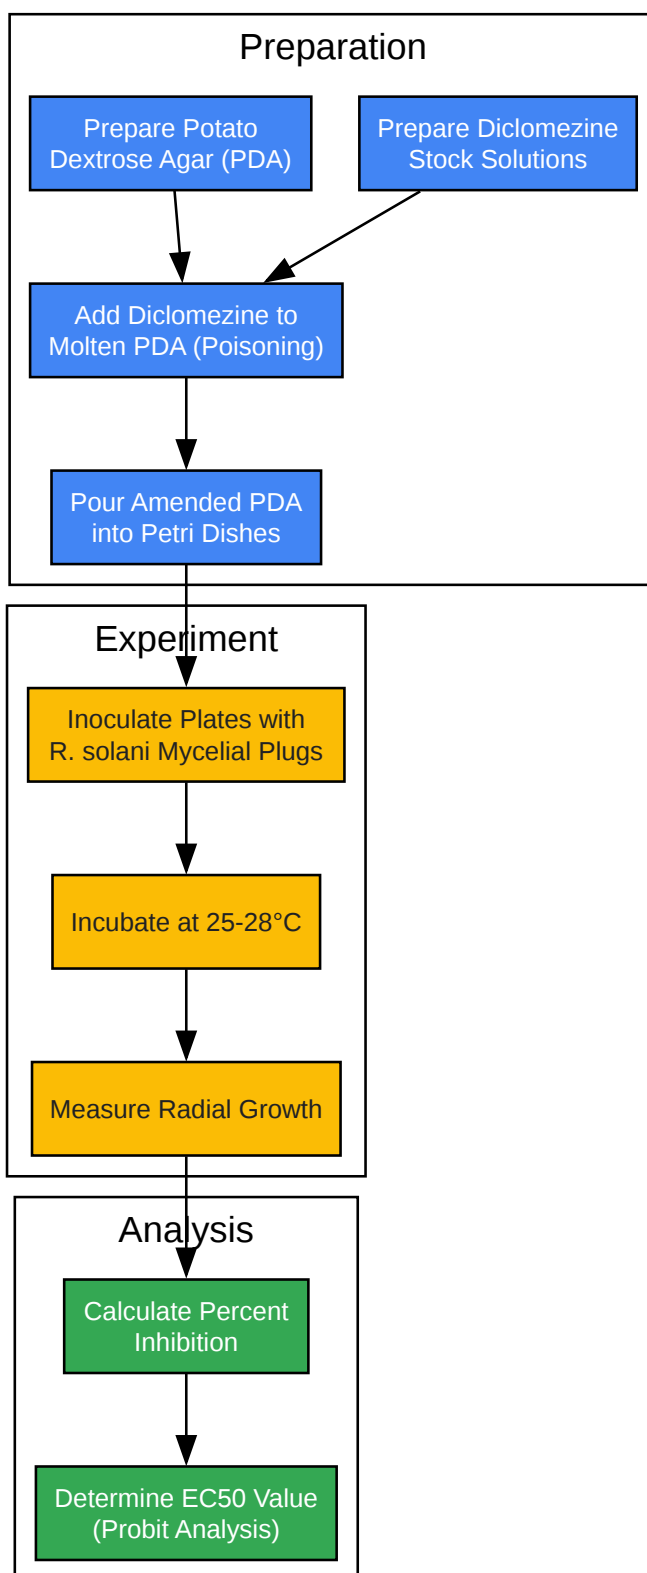 Preparation
Prepare Potato
Dextrose Agar (PDA)
Prepare Diclomezine
Stock Solutions
Add Diclomezine to
Molten PDA (Poisoning)
Pour Amended PDA
into Petri Dishes
Experiment
Inoculate Plates with
R. solani Mycelial Plugs
Incubate at 25-28°C
Measure Radial Growth
Analysis
Calculate Percent
Inhibition
Determine EC50 Value
(Probit Analysis)